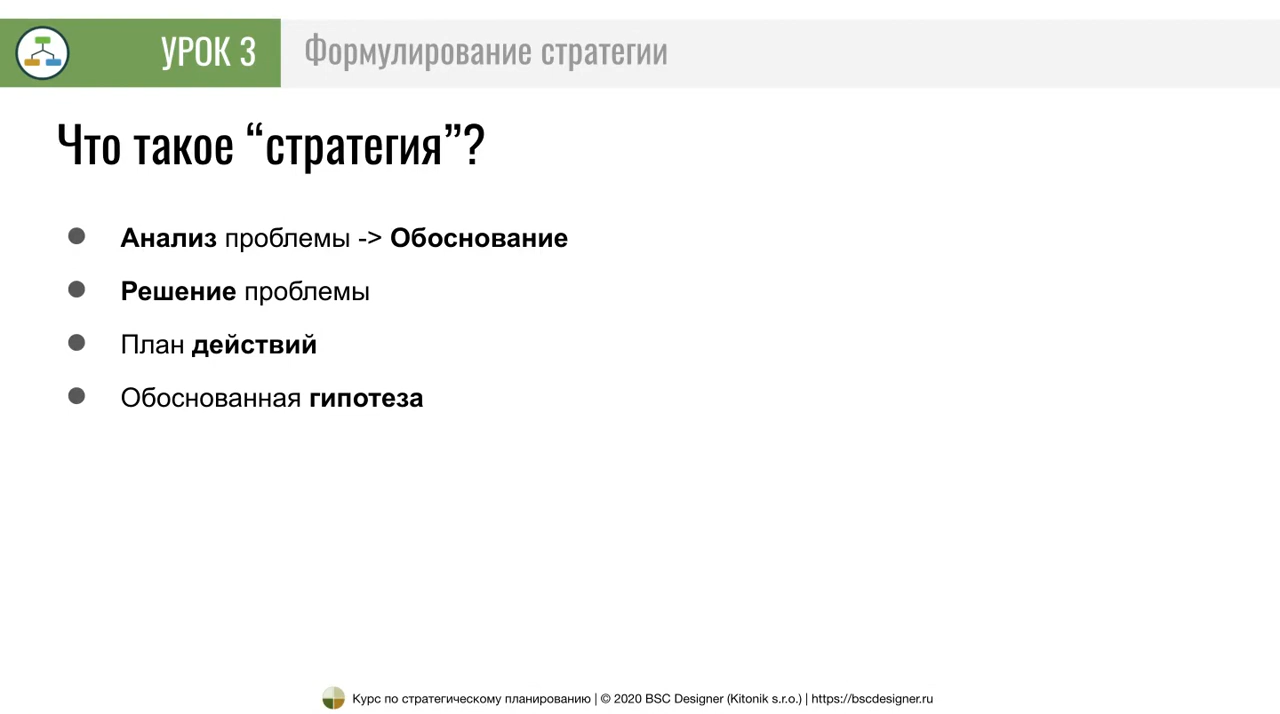 УРОК 3
Формулирование стратегии
Что такое “стратегия”?
● Анализ проблемы -> Обоснование
● Решение проблемы
● План действий
● Обоснованная гипотеза
Курс по стратегическому планированию | © 2020 BSC Designer (Kitonik s.r.o.) | https://bscdesigner.ru